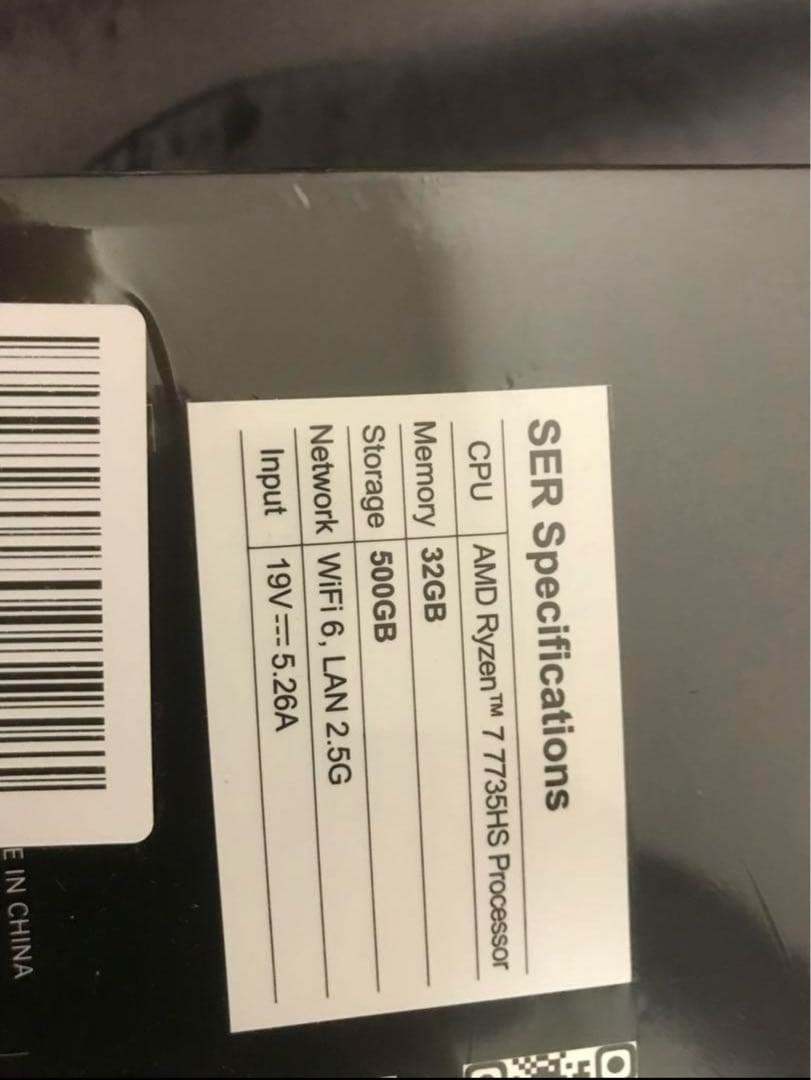 SER Specifications
CPU AMD Ryzen™ 7 7735HS Processor
Memory 32GB
Storage 500GB
Network WiFi 6, LAN 2.5G
Input 19V⎓5.26A
E IN CHINA